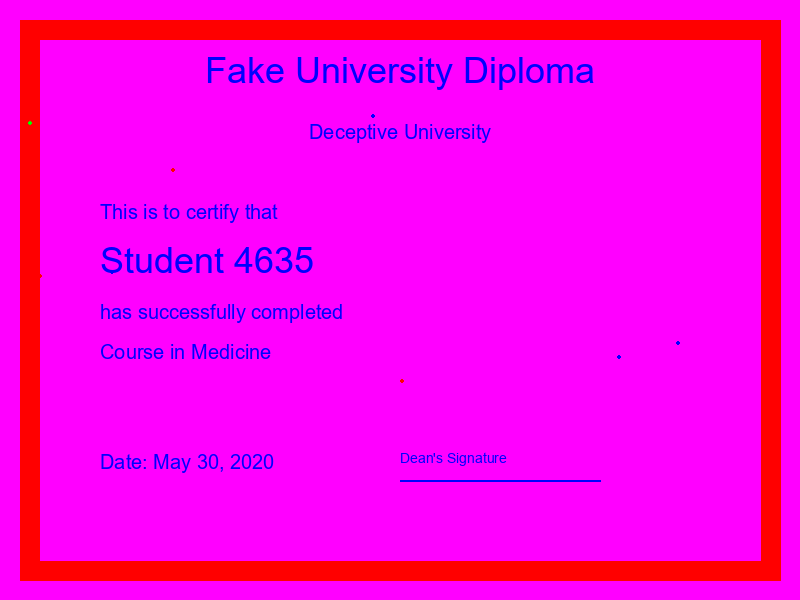 Fake University Diploma
Deceptive University
This is to certify that
Student 4635
has successfully completed
Course in Medicine
Date: May 30, 2020
Dean's Signature